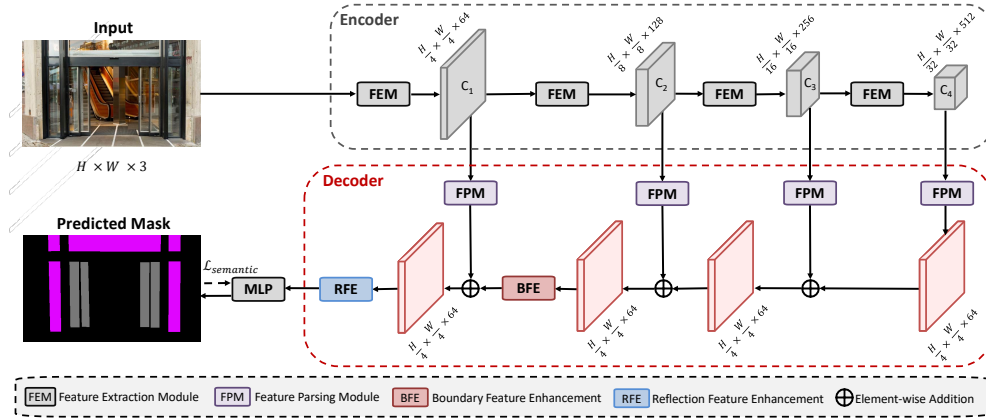 Encoder
Input
H/4 × W/4 × 64
H/8 × W/8 × 128
H/16 × W/16 × 256
H/32 × W/32 × 512
FEM
C1
FEM
C2
FEM
C3
FEM
C4
H × W × 3
Decoder
FPM
FPM
FPM
FPM
Predicted Mask
ℒsemantic
MLP
RFE
BFE
H/4 × W/4 × 64
H/4 × W/4 × 64
H/4 × W/4 × 64
H/4 × W/4 × 64
FEM Feature Extraction Module
FPM Feature Parsing Module
BFE Boundary Feature Enhancement
RFE Reflection Feature Enhancement
Element-wise Addition